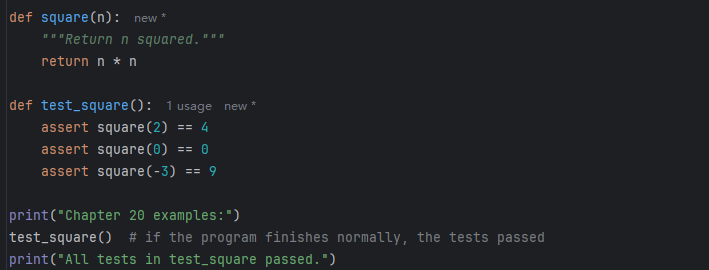 def square(n):  new *
    """Return n squared."""
    return n * n

def test_square():  1 usage  new *
    assert square(2) == 4
    assert square(0) == 0
    assert square(-3) == 9

print("Chapter 20 examples:")
test_square()  # if the program finishes normally, the tests passed
print("All tests in test_square passed.")